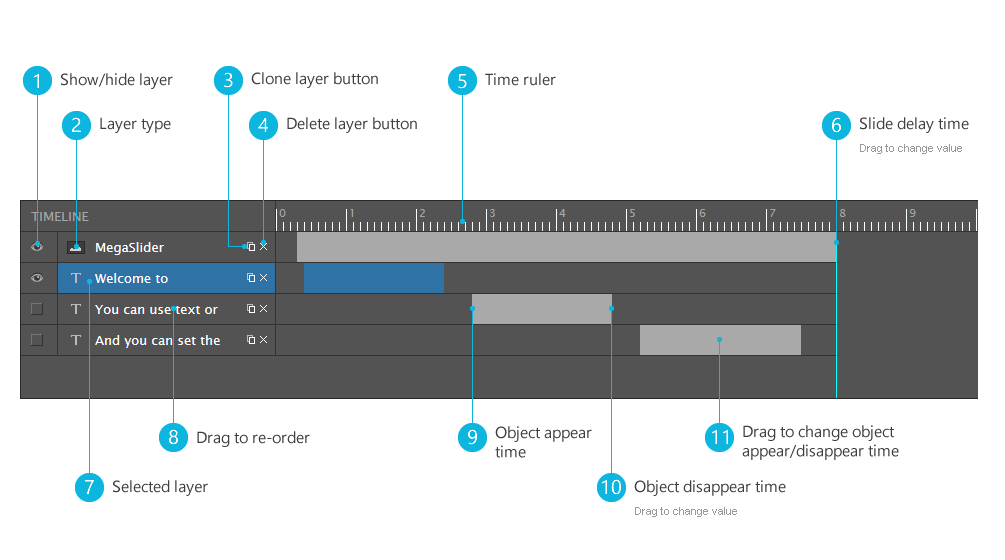 1 Show/hide layer
3 Clone layer button
5 Time ruler
2 Layer type
4 Delete layer button
6 Slide delay time
Drag to change value
TIMELINE
0 1 2 3 4 5 6 7 8 9
MegaSlider
T Welcome to
T You can use text or
T And you can set the
8 Drag to re-order
9 Object appear
time
11 Drag to change object
appear/disappear time
7 Selected layer
10 Object disappear time
Drag to change value